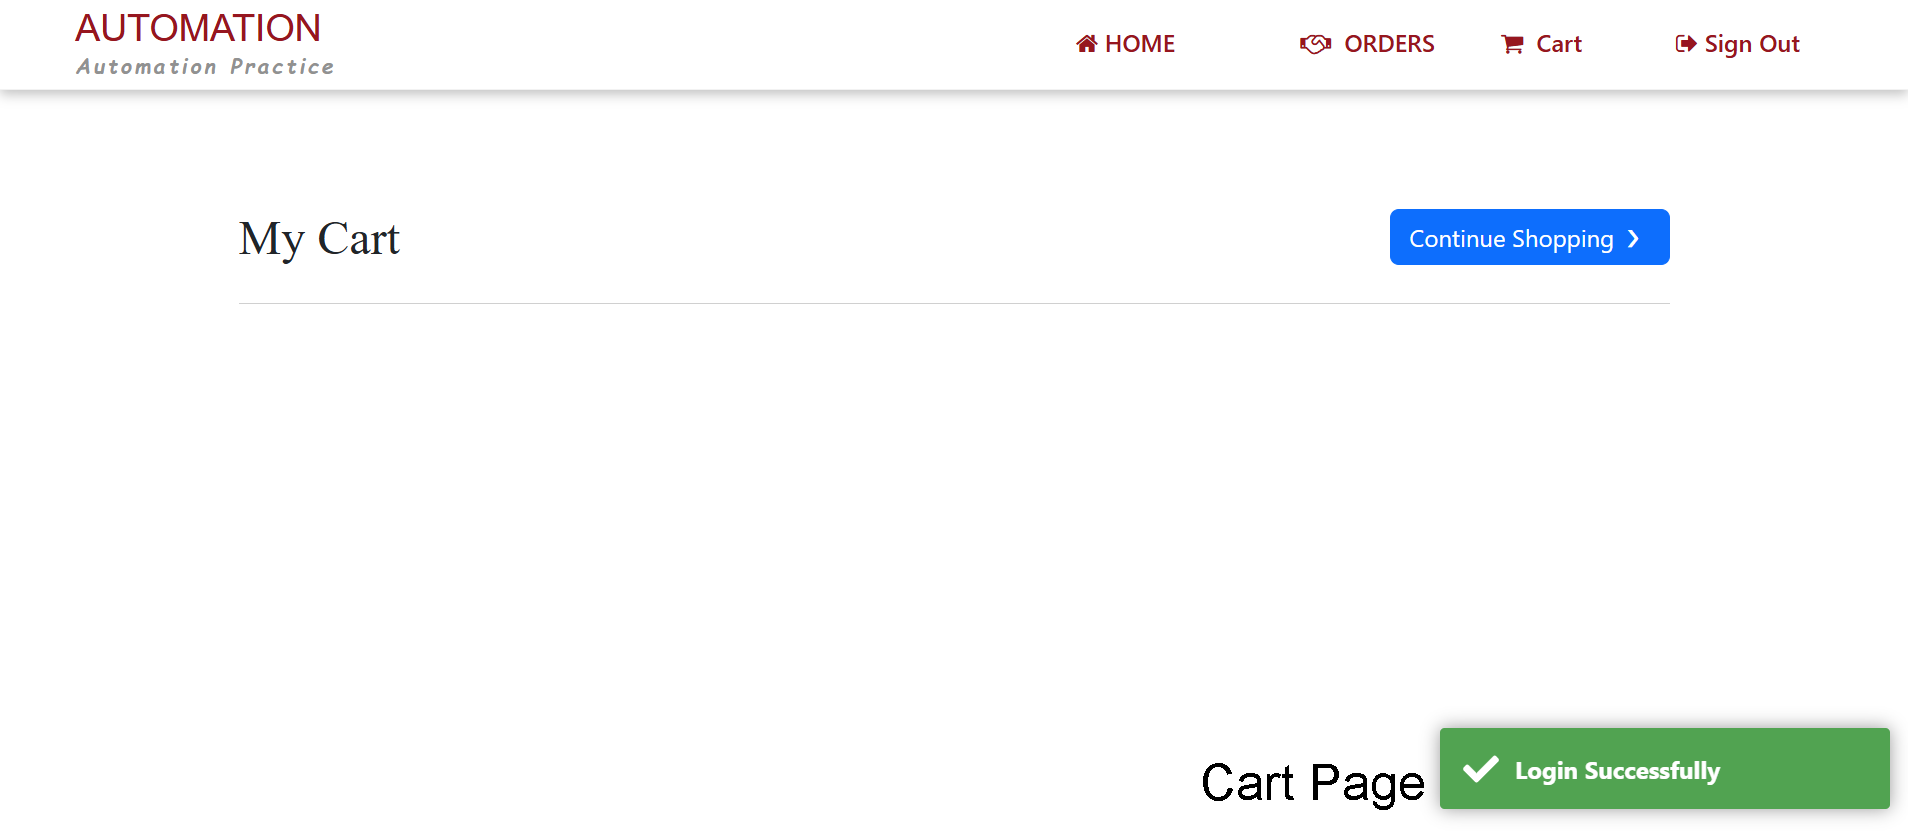 AUTOMATION
Automation Practice
HOME
ORDERS
Cart
Sign Out
My Cart
Continue Shopping ❯
Cart Page
Login Successfully